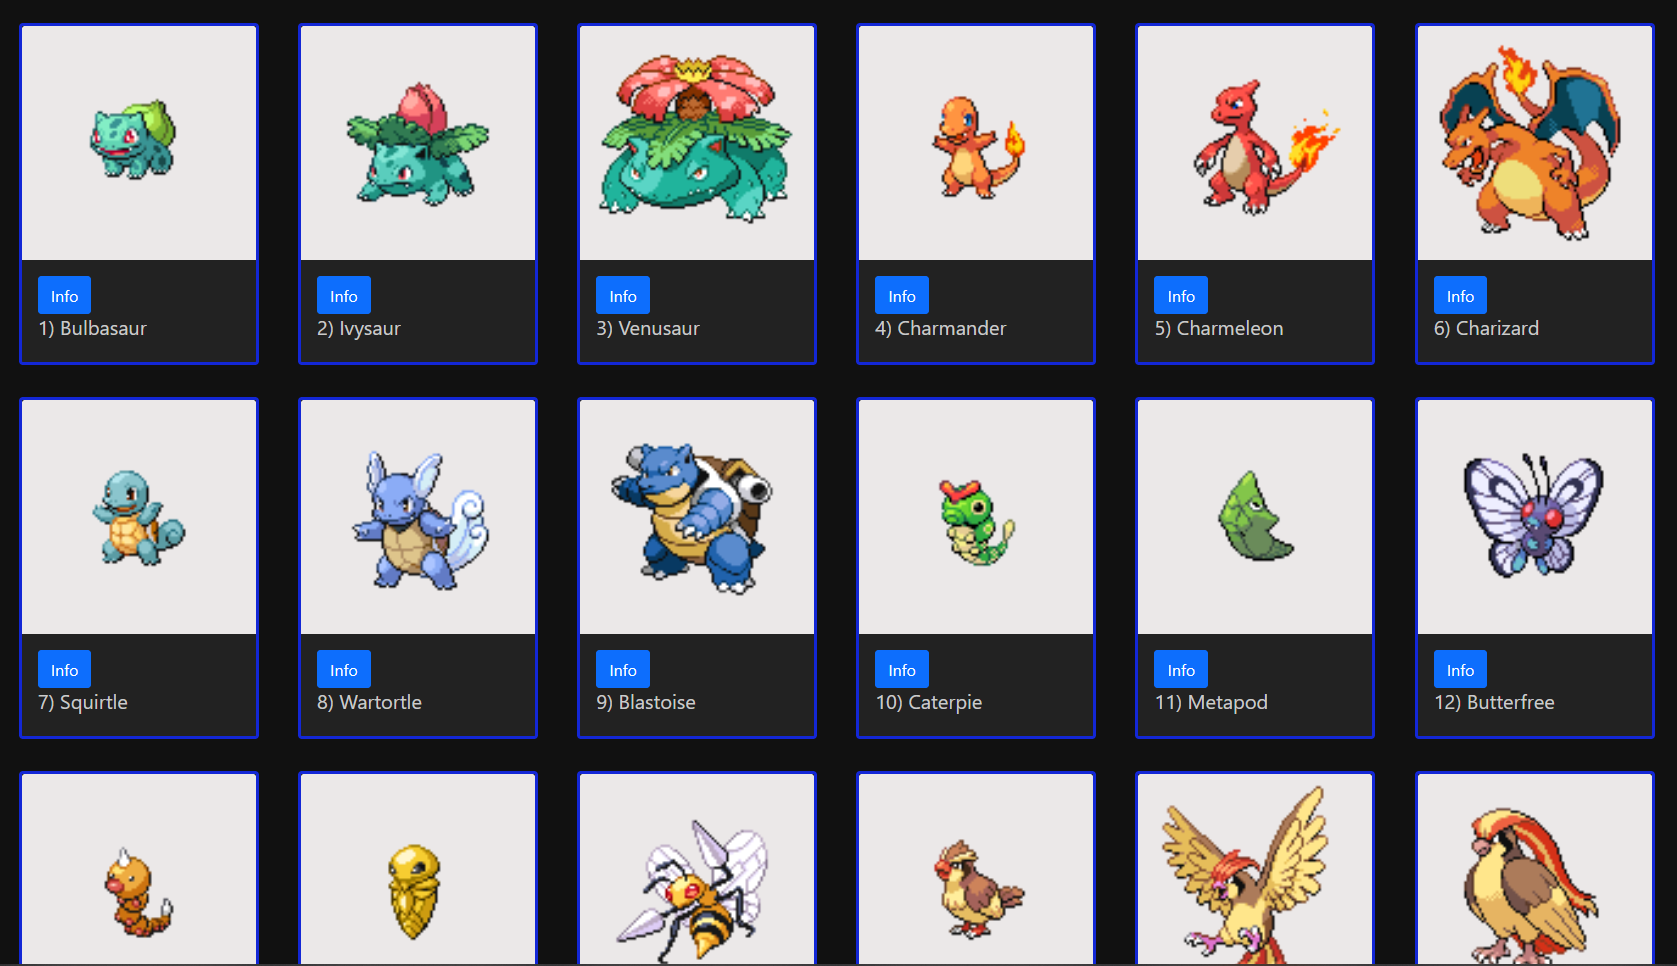 Info
1) Bulbasaur
Info
2) Ivysaur
Info
3) Venusaur
Info
4) Charmander
Info
5) Charmeleon
Info
6) Charizard
Info
7) Squirtle
Info
8) Wartortle
Info
9) Blastoise
Info
10) Caterpie
Info
11) Metapod
Info
12) Butterfree